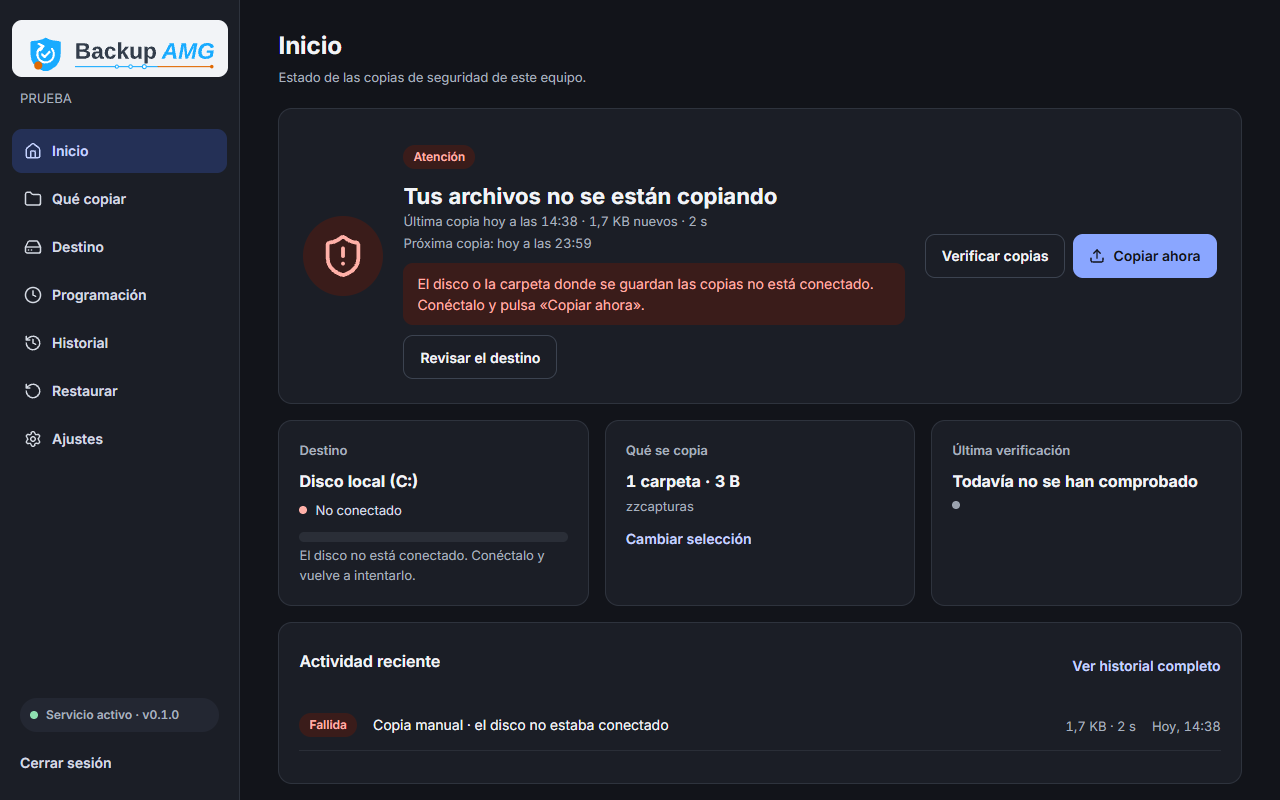 Backup AMG
PRUEBA
Inicio
Qué copiar
Destino
Programación
Historial
Restaurar
Ajustes
Servicio activo · v0.1.0
Cerrar sesión
Inicio
Estado de las copias de seguridad de este equipo.
Atención
Tus archivos no se están copiando
Última copia hoy a las 14:38 · 1,7 KB nuevos · 2 s
Próxima copia: hoy a las 23:59
El disco o la carpeta donde se guardan las copias no está conectado.
Conéctalo y pulsa «Copiar ahora».
Revisar el destino
Verificar copias
Copiar ahora
Destino
Disco local (C:)
No conectado
El disco no está conectado. Conéctalo y
vuelve a intentarlo.
Qué se copia
1 carpeta · 3 B
zzcapturas
Cambiar selección
Última verificación
Todavía no se han comprobado
Actividad reciente
Ver historial completo
Fallida
Copia manual · el disco no estaba conectado
1,7 KB · 2 s
Hoy, 14:38